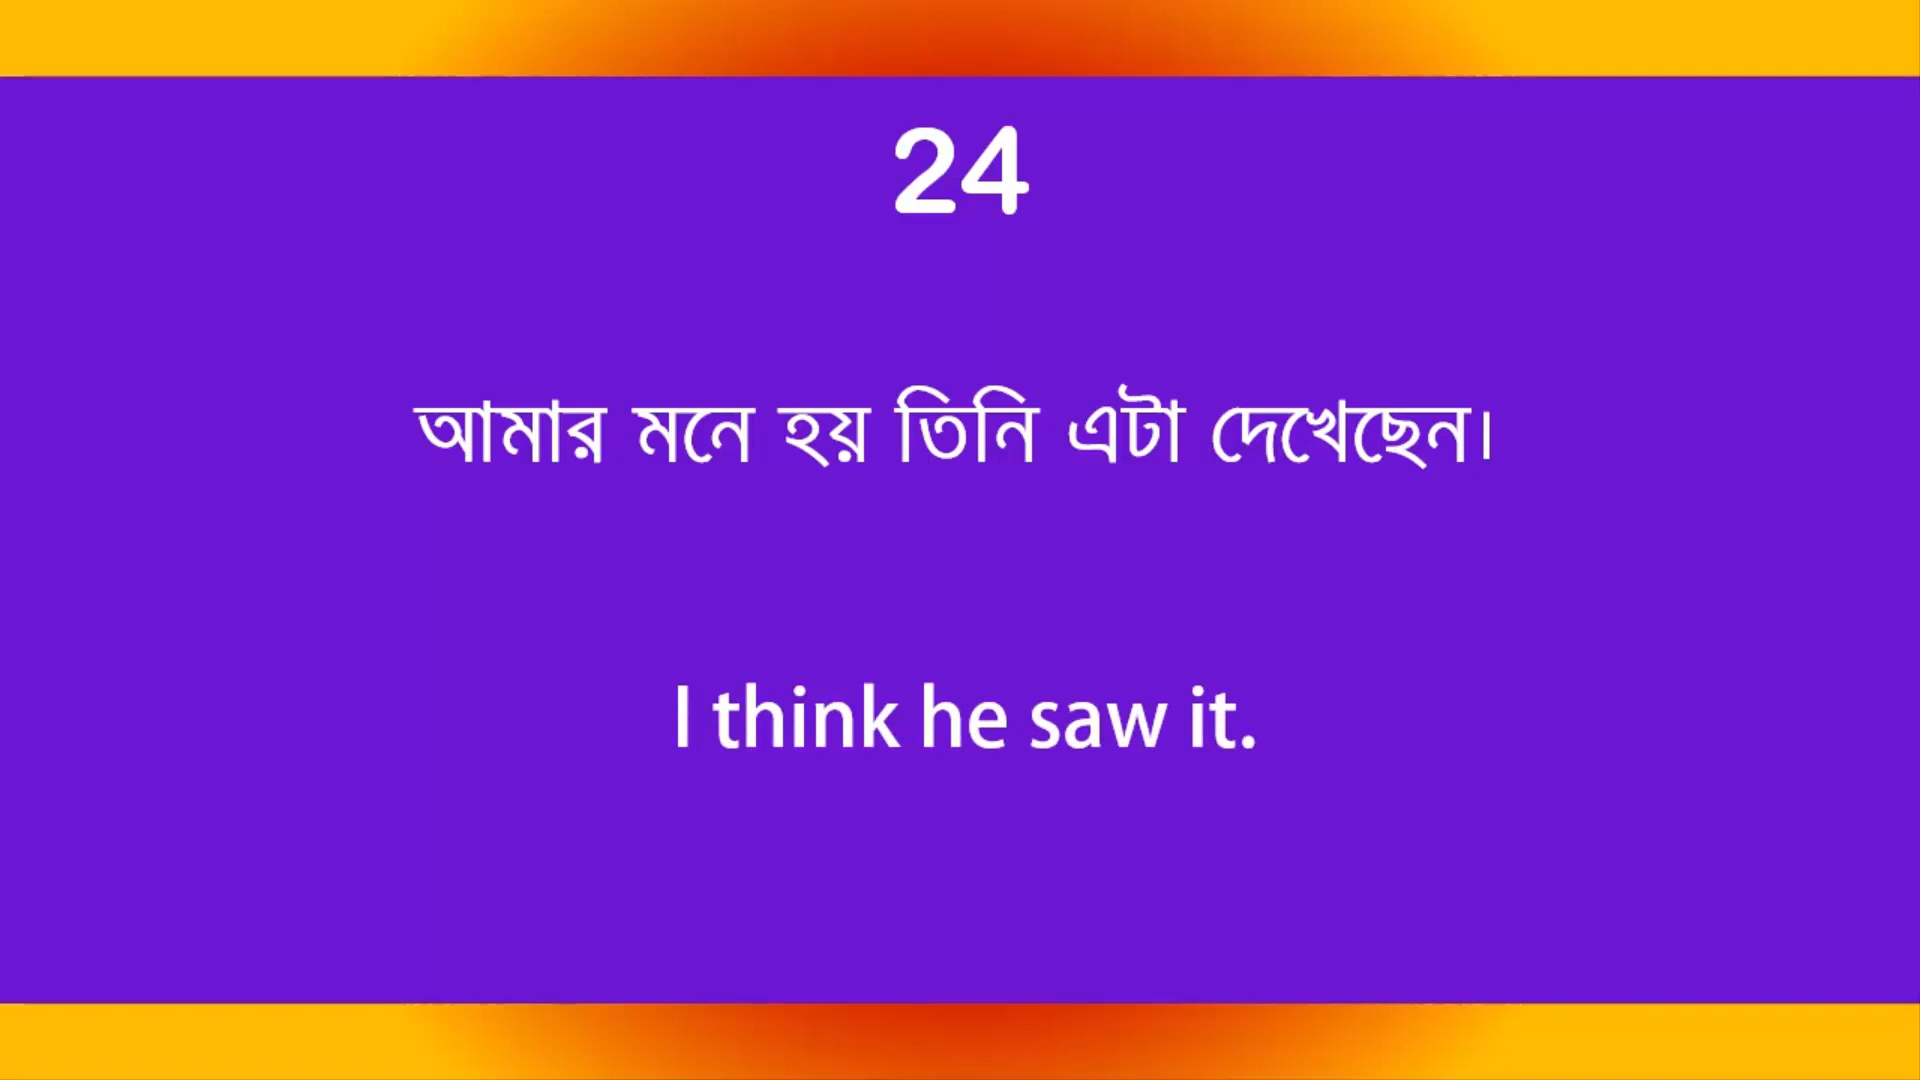 24
আমার মনে হয় তিনি এটা দেখেছেন।
I think he saw it.